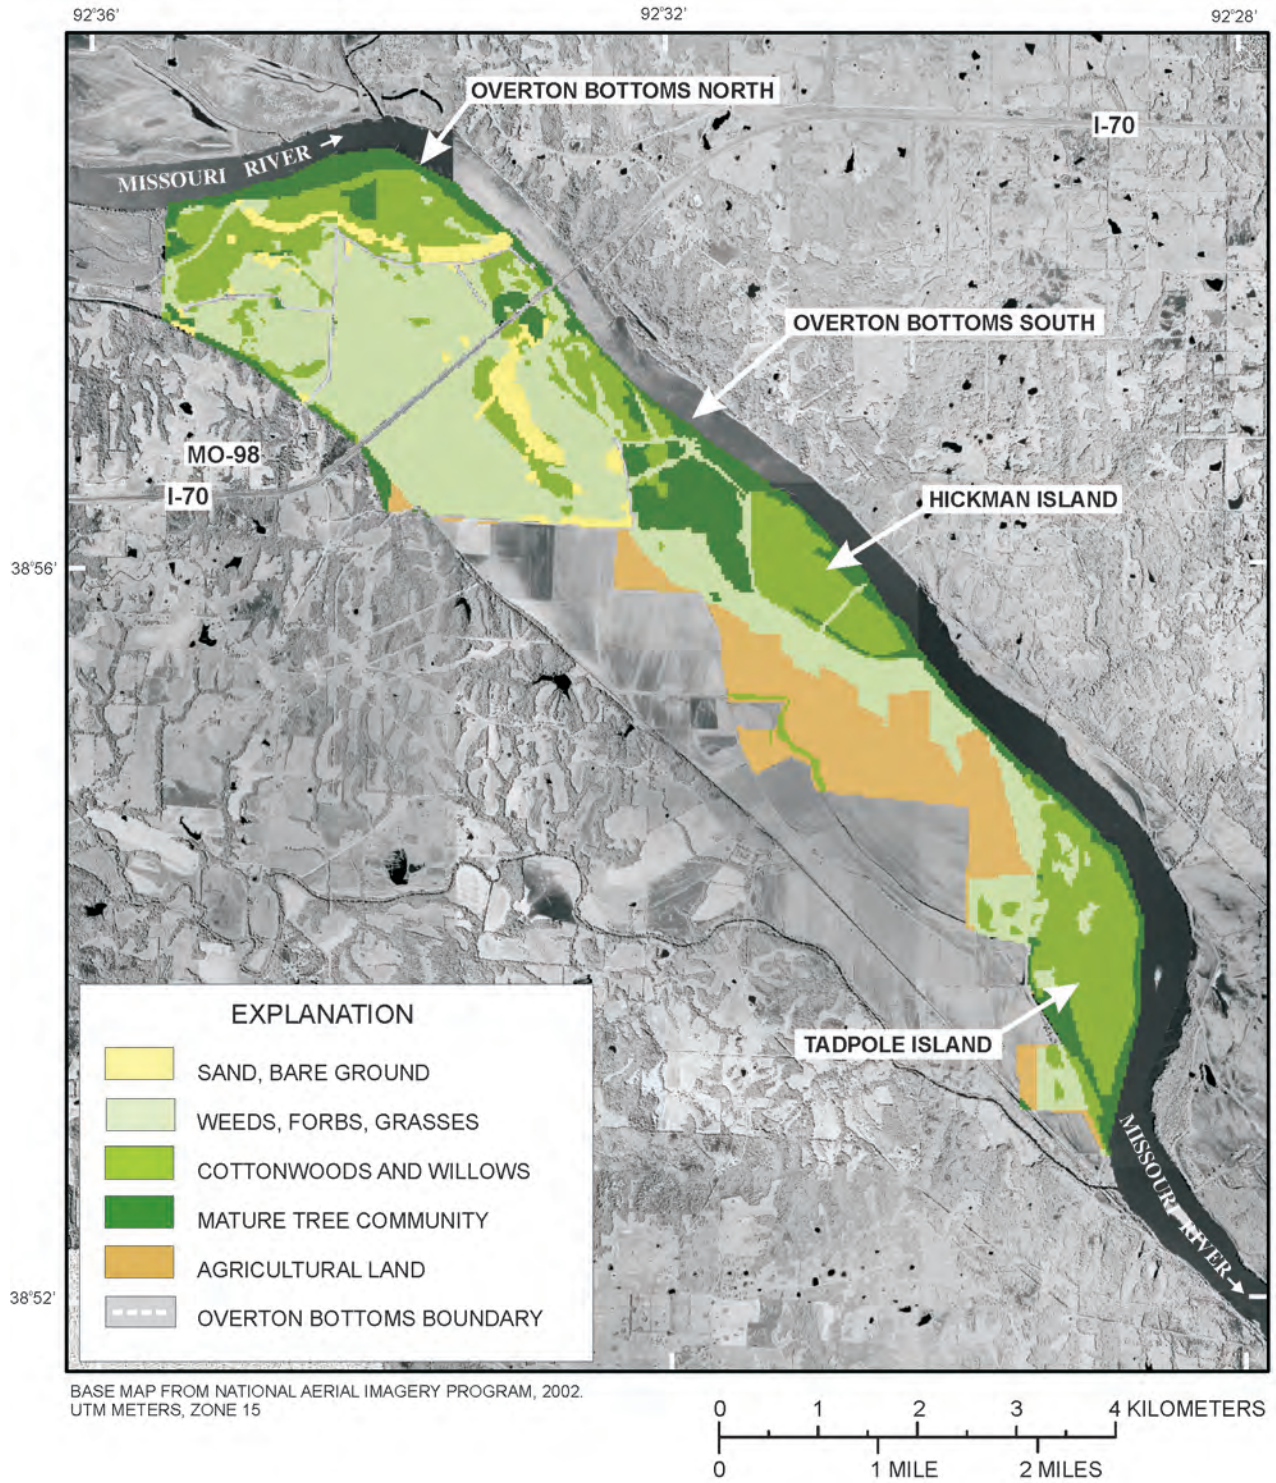 92°36'
92°32'
92°28'
OVERTON BOTTOMS NORTH
I-70
MISSOURI RIVER
OVERTON BOTTOMS SOUTH
MO-98
I-70
HICKMAN ISLAND
38°56'
TADPOLE ISLAND
MISSOURI RIVER
38°52'
EXPLANATION
SAND, BARE GROUND
WEEDS, FORBS, GRASSES
COTTONWOODS AND WILLOWS
MATURE TREE COMMUNITY
AGRICULTURAL LAND
OVERTON BOTTOMS BOUNDARY
BASE MAP FROM NATIONAL AERIAL IMAGERY PROGRAM, 2002.
UTM METERS, ZONE 15
0 1 2 3 4 KILOMETERS
0 1 MILE 2 MILES